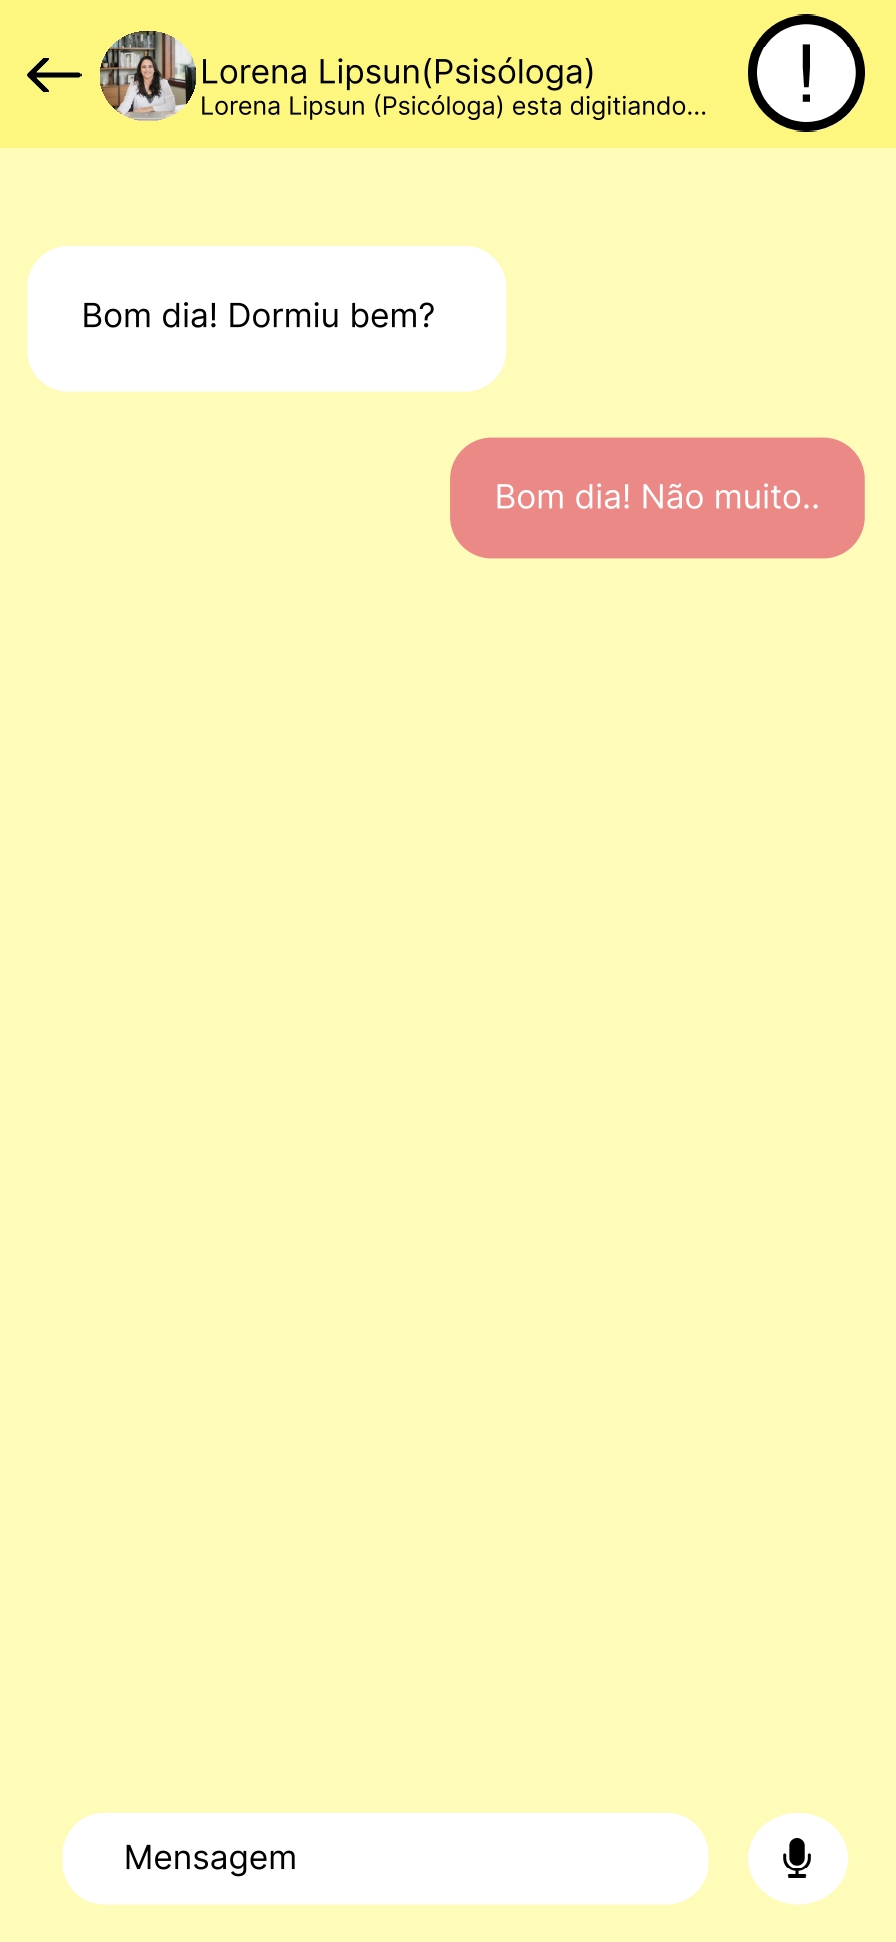 Lorena Lipsun(Psisóloga)
Lorena Lipsun (Psicóloga) esta digitiando...
!
Bom dia! Dormiu bem?
Bom dia! Não muito..
Mensagem